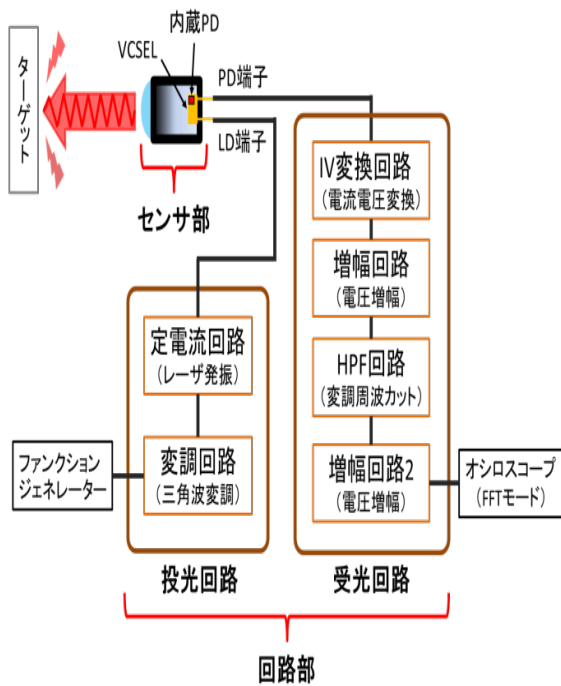 内蔵PD
VCSEL
PD端子
LD端子
ターゲット
センサ部
IV変換回路
(電流電圧変換)
増幅回路
(電圧増幅)
HPF回路
(変調周波カット)
増幅回路2
(電圧増幅)
定電流回路
(レーザ発振)
変調回路
(三角波変調)
ファンクション
ジェネレーター
オシロスコープ
(FFTモード)
投光回路
受光回路
回路部